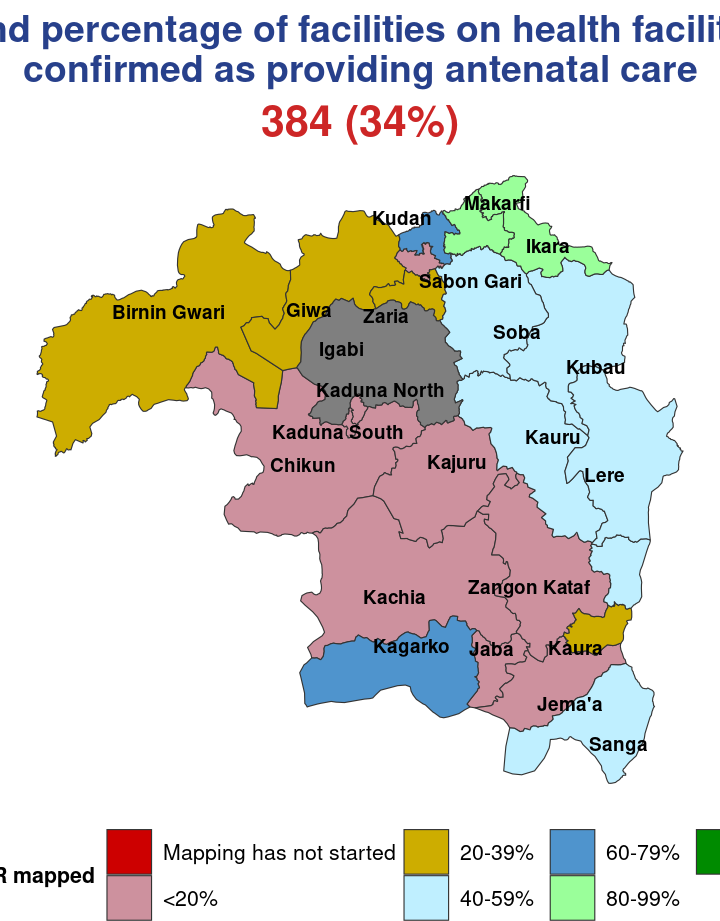 nd percentage of facilities on health facilit
confirmed as providing antenatal care
384 (34%)
Makarfi
Kudan
Ikara
Sabon Gari
Birnin Gwari
Giwa
Zaria
Soba
Igabi
Kubau
Kaduna North
Kaduna South
Kauru
Chikun
Kajuru
Lere
Zangon Kataf
Kachia
Kagarko
Jaba
Kaura
Jema'a
Sanga
R mapped
Mapping has not started
20-39%
60-79%
<20%
40-59%
80-99%